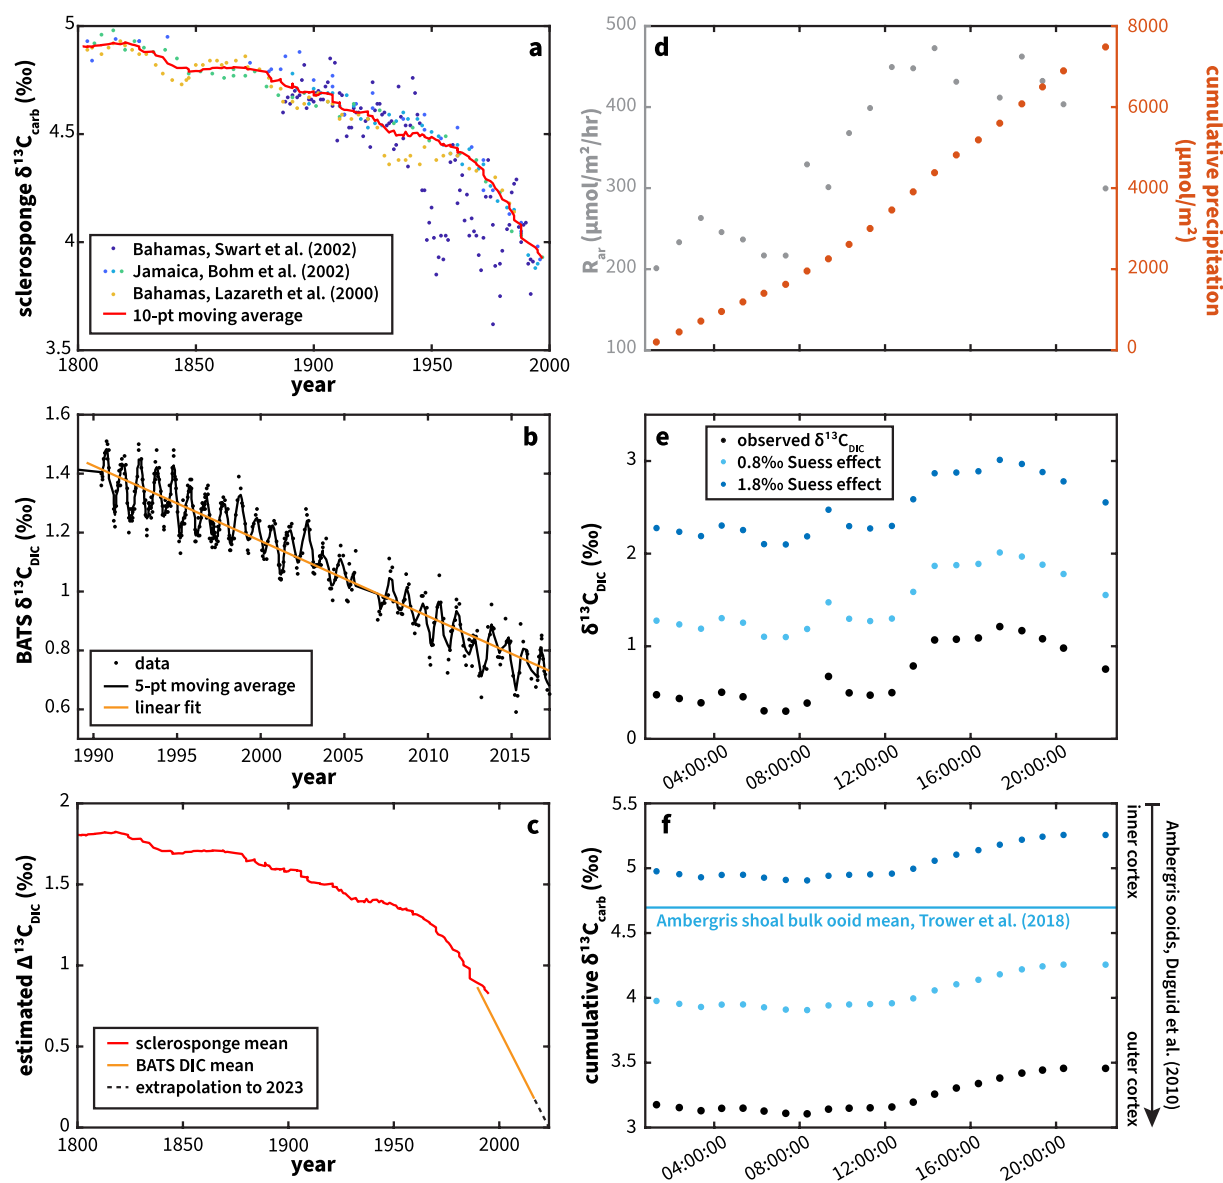 a
sclerosponge δ¹³C_carb (‰)
5
4.5
4
3.5
Bahamas, Swart et al. (2002)
Jamaica, Bohm et al. (2002)
Bahamas, Lazareth et al. (2000)
10-pt moving average
1800
1850
1900
1950
2000
year
d
R_ar (μmol/m²/hr)
500
400
300
200
100
8000
6000
4000
2000
0
cumulative precipitation
(μmol/m²)
b
BATS δ¹³C_DIC (‰)
1.6
1.4
1.2
1
0.8
0.6
data
5-pt moving average
linear fit
1990
1995
2000
2005
2010
2015
year
e
δ¹³C_DIC (‰)
3
2
1
0
observed δ¹³C_DIC
0.8‰ Suess effect
1.8‰ Suess effect
04:00:00
08:00:00
12:00:00
16:00:00
20:00:00
c
estimated Δ¹³C_DIC (‰)
2
1.5
1
0.5
0
sclerosponge mean
BATS DIC mean
extrapolation to 2023
1800
1850
1900
1950
2000
year
f
cumulative δ¹³C_carb (‰)
5.5
5
4.5
4
3.5
3
Ambergris shoal bulk ooid mean, Trower et al. (2018)
04:00:00
08:00:00
12:00:00
16:00:00
20:00:00
inner cortex
outer cortex
Ambergris ooids, Duguid et al. (2010)